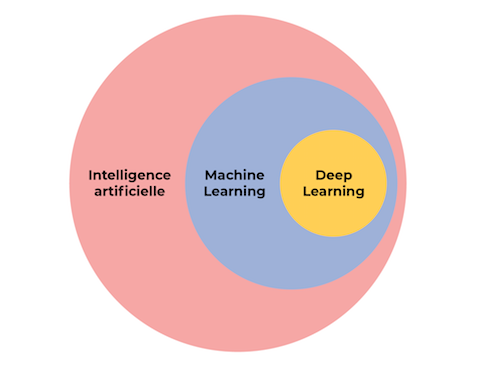 Intelligence
artificielle
Machine
Learning
Deep
Learning